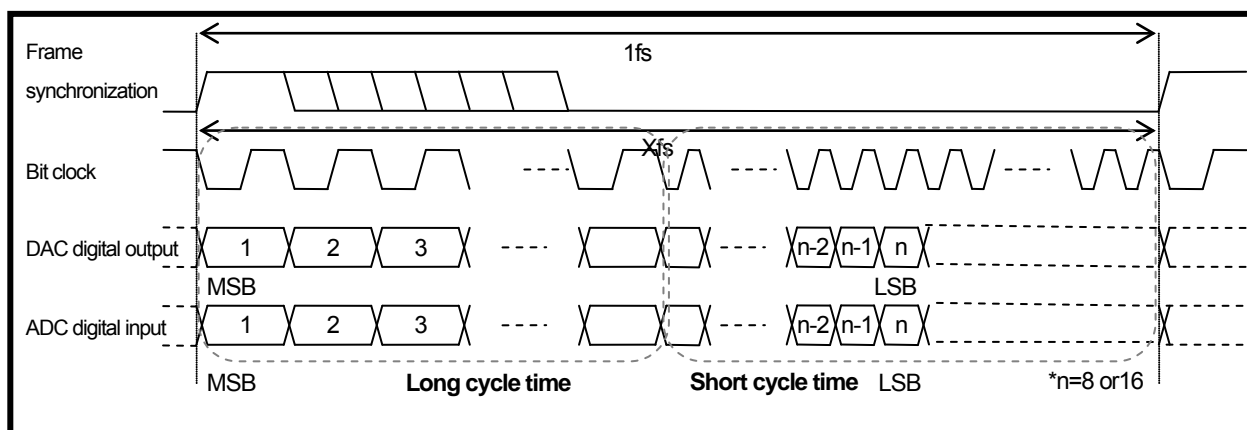 Frame
synchronization
1fs
Xfs
Bit clock
DAC digital output
1 2 3 n-2 n-1 n
MSB LSB
ADC digital input
1 2 3 n-2 n-1 n
MSB Long cycle time Short cycle time LSB *n=8 or16